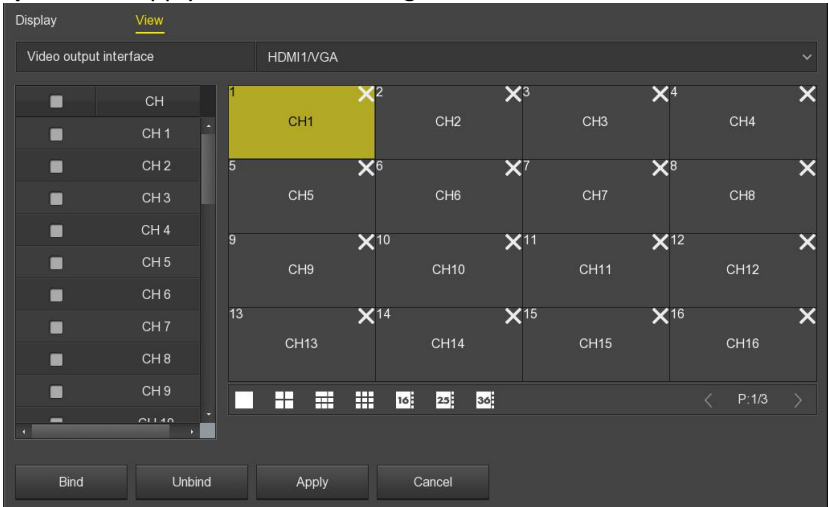 Display View
Video output interface HDMI1/VGA
CH
CH 1
CH 2
CH 3
CH 4
CH 5
CH 6
CH 7
CH 8
CH 9
CH 10
1 2 3 4
CH1 CH2 CH3 CH4
5 6 7 8
CH5 CH6 CH7 CH8
9 10 11 12
CH9 CH10 CH11 CH12
13 14 15 16
CH13 CH14 CH15 CH16
16 25 36 P:1/3
Bind Unbind Apply Cancel